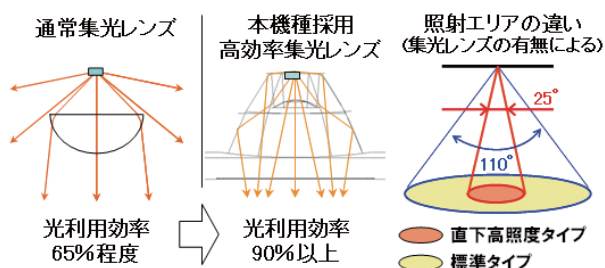 通常集光レンズ
光利用効率
65%程度
本機種採用
高効率集光レンズ
光利用効率
90%以上
照射エリアの違い
(集光レンズの有無による)
25°
110°
直下高照度タイプ
標準タイプ